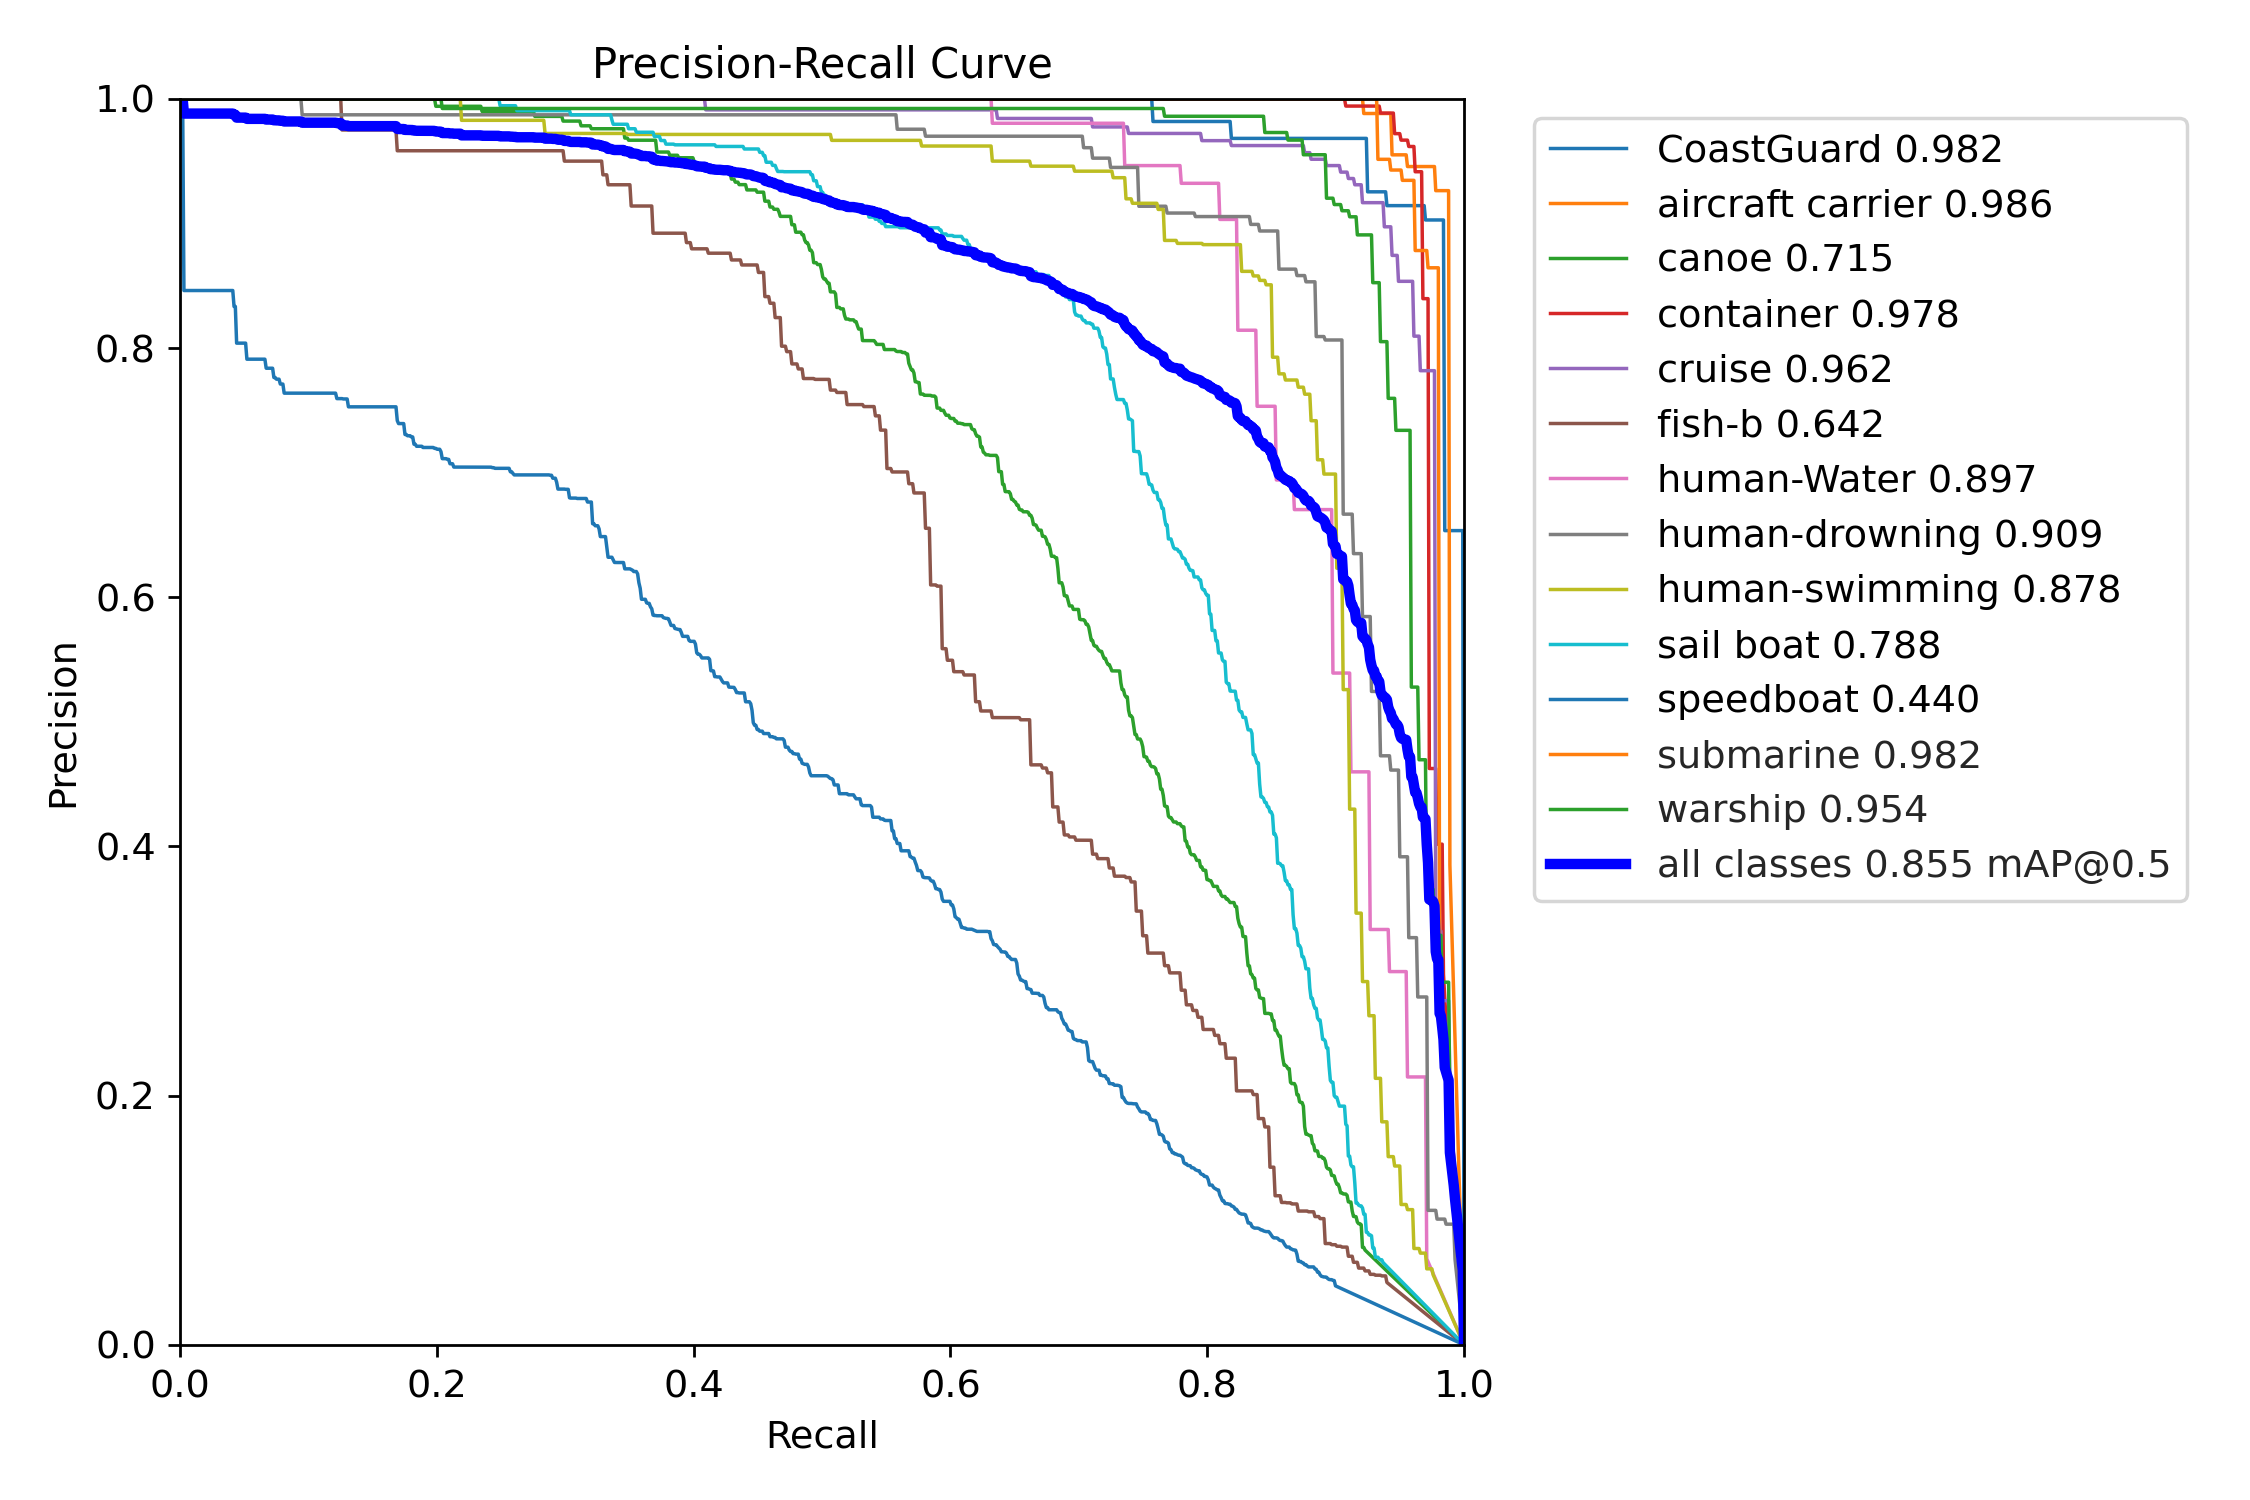 Precision-Recall Curve
1.0
0.8
0.6
0.4
0.2
0.0
Precision
0.0 0.2 0.4 0.6 0.8 1.0
Recall
CoastGuard 0.982
aircraft carrier 0.986
canoe 0.715
container 0.978
cruise 0.962
fish-b 0.642
human-Water 0.897
human-drowning 0.909
human-swimming 0.878
sail boat 0.788
speedboat 0.440
submarine 0.982
warship 0.954
all classes 0.855 mAP@0.5